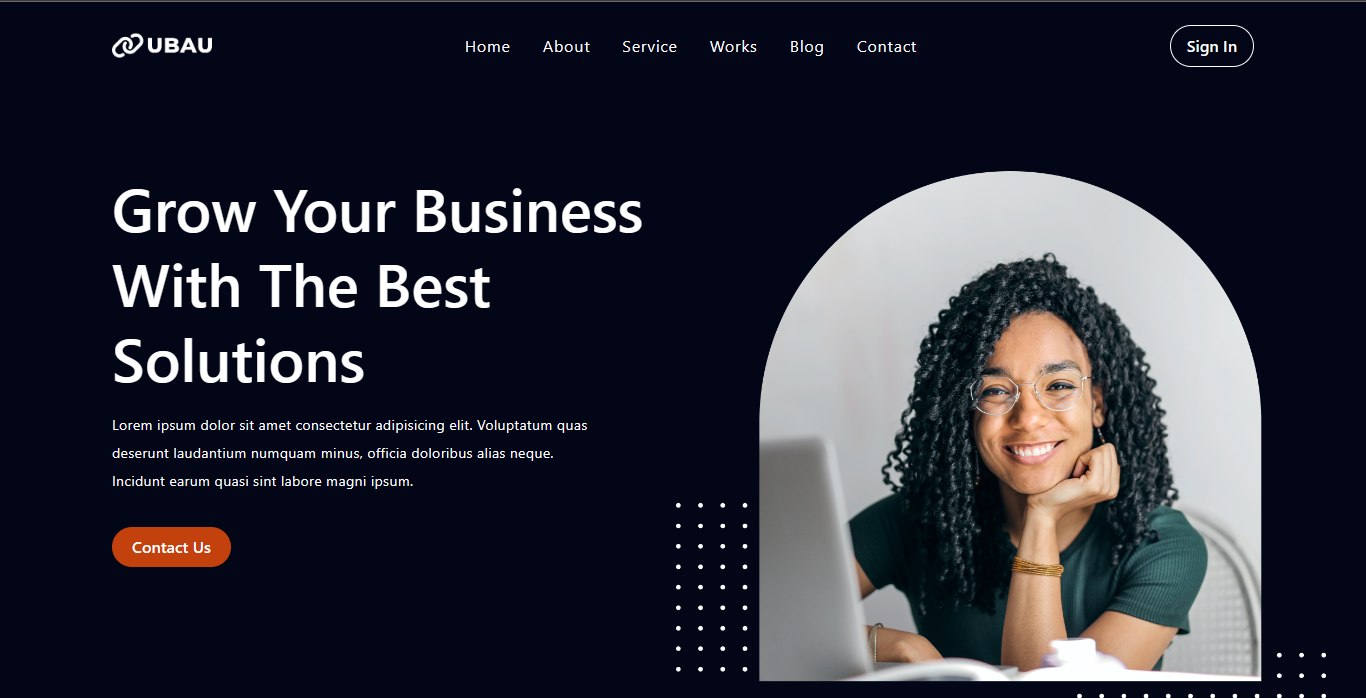 UBAU
Home About Service Works Blog Contact
Sign In
Grow Your Business
With The Best
Solutions
Lorem ipsum dolor sit amet consectetur adipisicing elit. Voluptatum quas
deserunt laudantium numquam minus, officia doloribus alias neque.
Incidunt earum quasi sint labore magni ipsum.
Contact Us